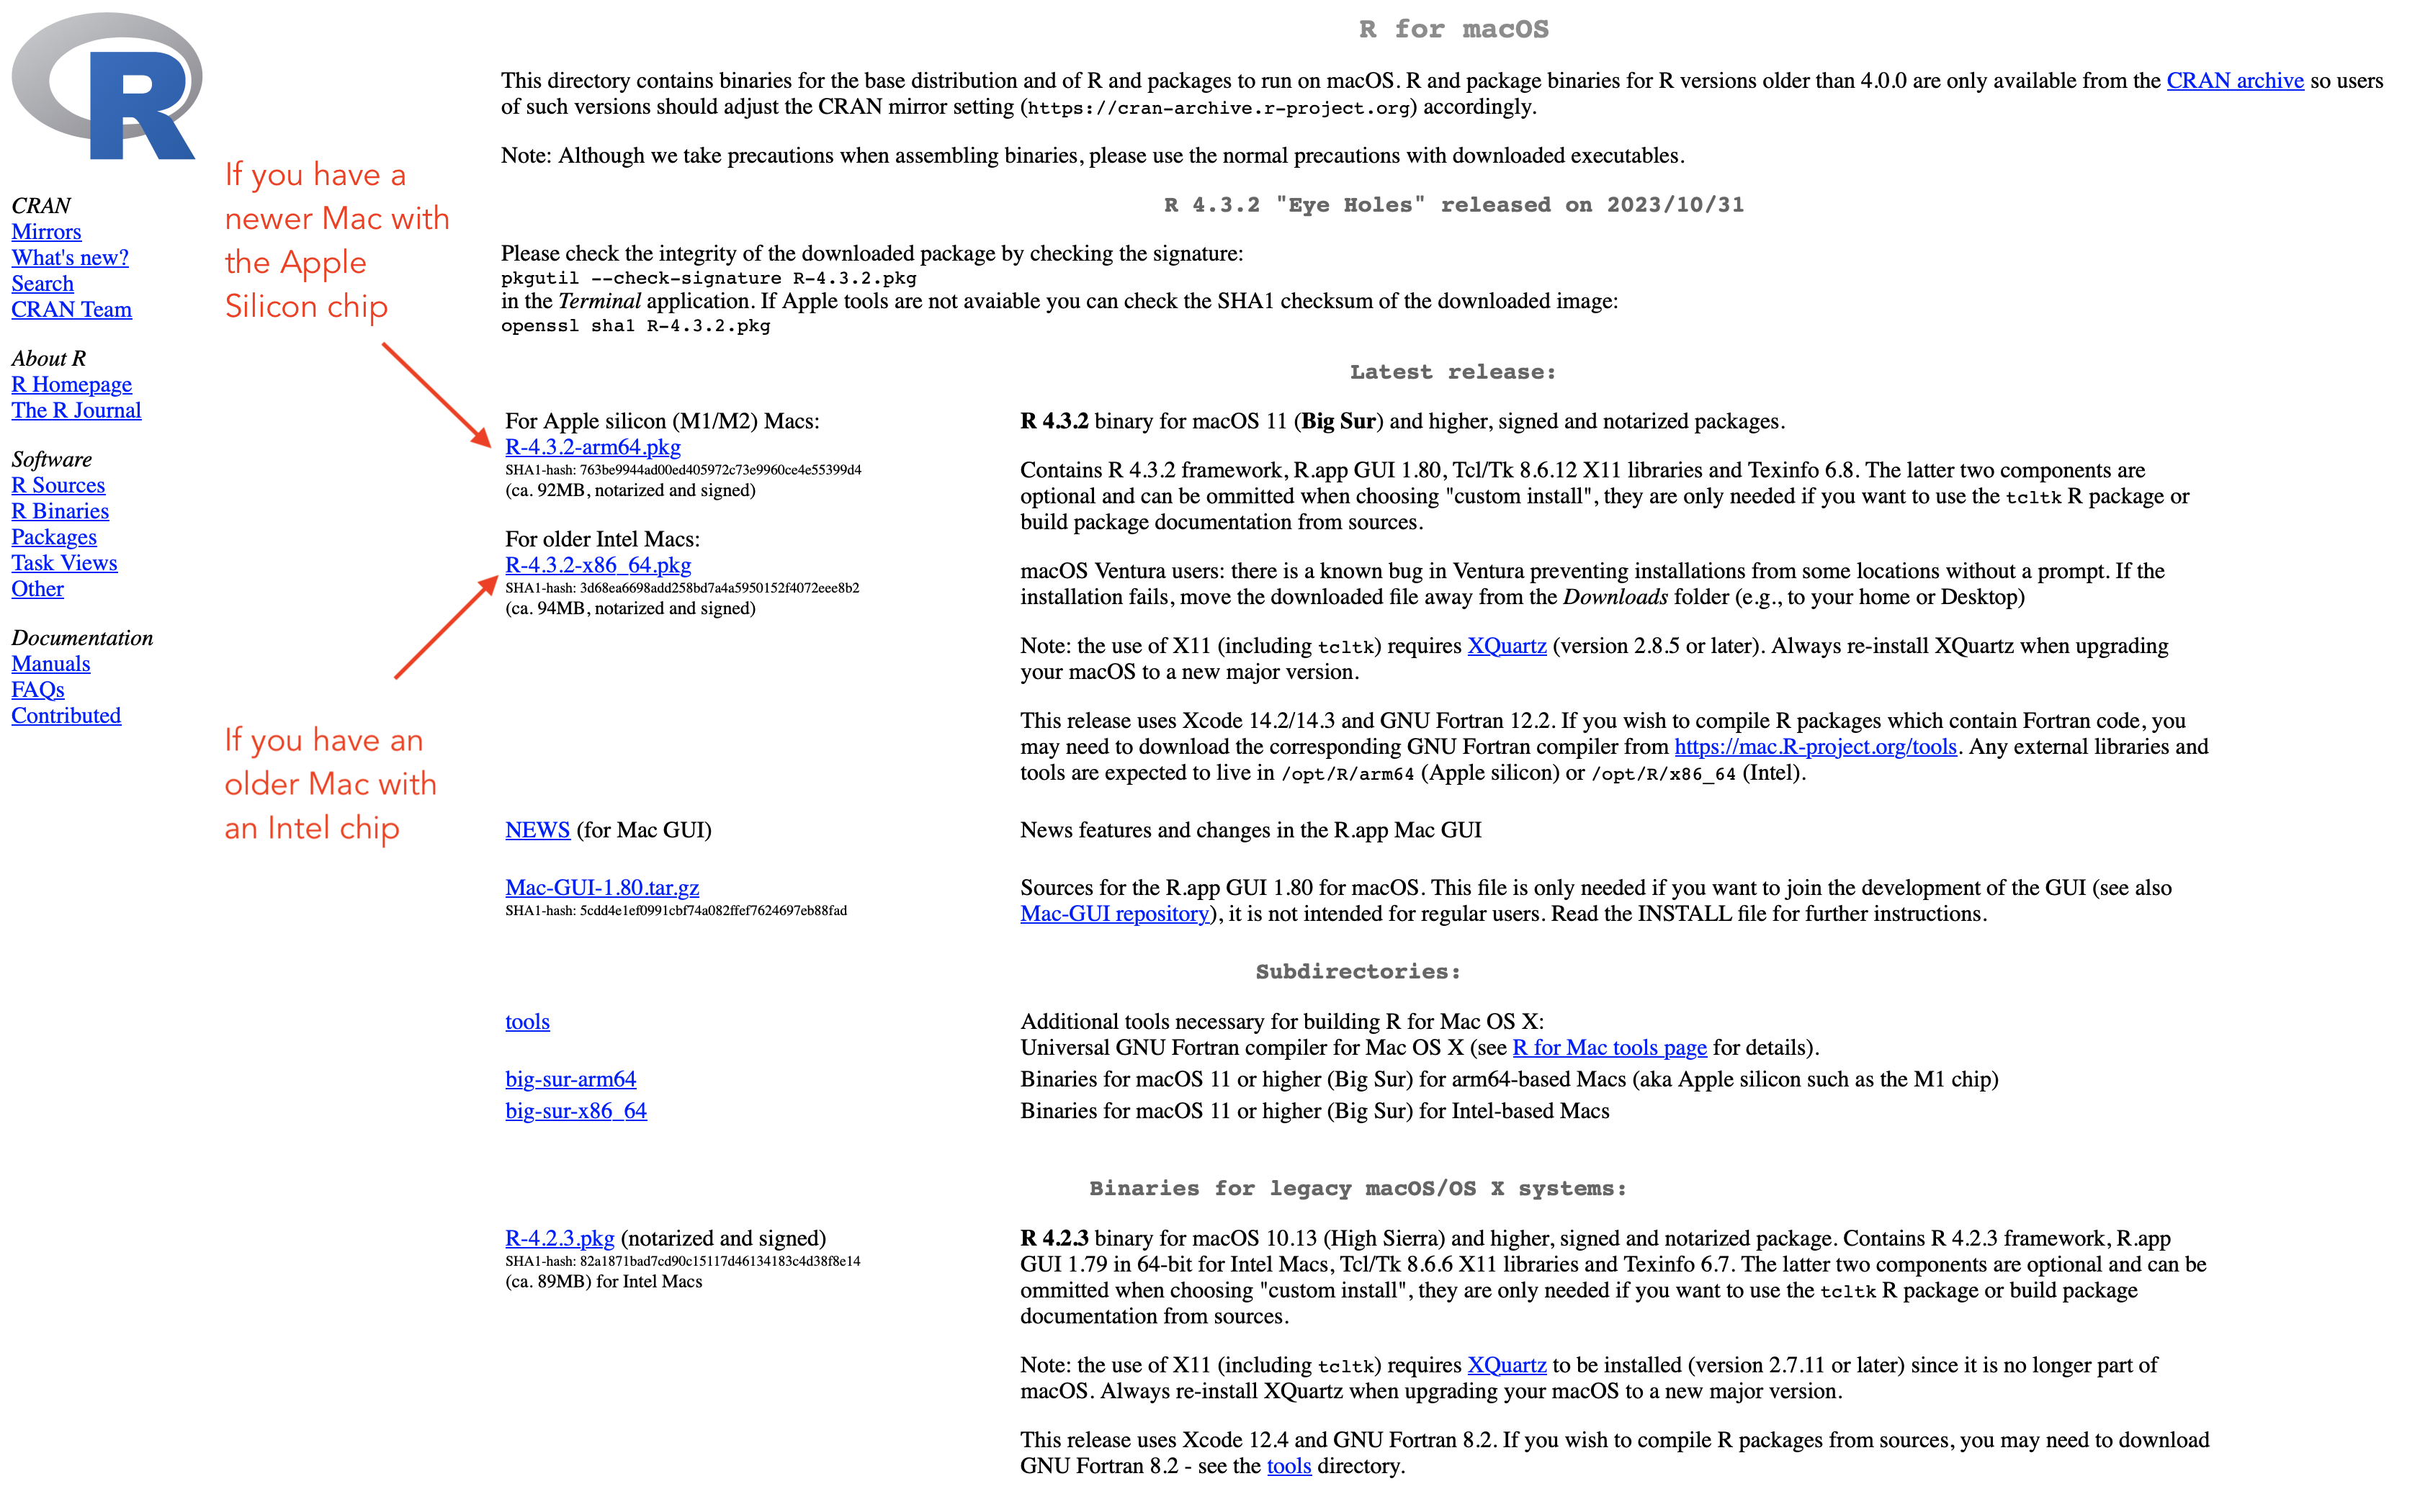 R for macOS
This directory contains binaries for the base distribution and of R and packages to run on macOS. R and package binaries for R versions older than 4.0.0 are only available from the CRAN archive so users
of such versions should adjust the CRAN mirror setting (https://cran-archive.r-project.org) accordingly.
Note: Although we take precautions when assembling binaries, please use the normal precautions with downloaded executables.
R 4.3.2 "Eye Holes" released on 2023/10/31
Please check the integrity of the downloaded package by checking the signature:
pkgutil --check-signature R-4.3.2.pkg
in the Terminal application. If Apple tools are not avaiable you can check the SHA1 checksum of the downloaded image:
openssl sha1 R-4.3.2.pkg
R
CRAN
Mirrors
What's new?
Search
CRAN Team
About R
R Homepage
The R Journal
Software
R Sources
R Binaries
Packages
Task Views
Other
Documentation
Manuals
FAQs
Contributed
If you have a
newer Mac with
the Apple
Silicon chip
If you have an
older Mac with
an Intel chip
Latest release:
For Apple silicon (M1/M2) Macs:
R-4.3.2-arm64.pkg
SHA1-hash: 763be9944ad00ed405972c73e9960ce4e55399d4
(ca. 92MB, notarized and signed)
For older Intel Macs:
R-4.3.2-x86_64.pkg
SHA1-hash: 3d68ea6698add258bd7a4a5950152f4072eee8b2
(ca. 94MB, notarized and signed)
R 4.3.2 binary for macOS 11 (Big Sur) and higher, signed and notarized packages.
Contains R 4.3.2 framework, R.app GUI 1.80, Tcl/Tk 8.6.12 X11 libraries and Texinfo 6.8. The latter two components are
optional and can be ommitted when choosing "custom install", they are only needed if you want to use the tcltk R package or
build package documentation from sources.
macOS Ventura users: there is a known bug in Ventura preventing installations from some locations without a prompt. If the
installation fails, move the downloaded file away from the Downloads folder (e.g., to your home or Desktop)
Note: the use of X11 (including tcltk) requires XQuartz (version 2.8.5 or later). Always re-install XQuartz when upgrading
your macOS to a new major version.
This release uses Xcode 14.2/14.3 and GNU Fortran 12.2. If you wish to compile R packages which contain Fortran code, you
may need to download the corresponding GNU Fortran compiler from https://mac.R-project.org/tools. Any external libraries and
tools are expected to live in /opt/R/arm64 (Apple silicon) or /opt/R/x86_64 (Intel).
NEWS (for Mac GUI)
News features and changes in the R.app Mac GUI
Mac-GUI-1.80.tar.gz
SHA1-hash: 5cdd4e1ef0991cbf74a082ffef7624697eb88fad
Sources for the R.app GUI 1.80 for macOS. This file is only needed if you want to join the development of the GUI (see also
Mac-GUI repository), it is not intended for regular users. Read the INSTALL file for further instructions.
Subdirectories:
tools
Additional tools necessary for building R for Mac OS X:
Universal GNU Fortran compiler for Mac OS X (see R for Mac tools page for details).
big-sur-arm64
Binaries for macOS 11 or higher (Big Sur) for arm64-based Macs (aka Apple silicon such as the M1 chip)
big-sur-x86_64
Binaries for macOS 11 or higher (Big Sur) for Intel-based Macs
Binaries for legacy macOS/OS X systems:
R-4.2.3.pkg (notarized and signed)
SHA1-hash: 82a1871bad7cd90c15117d46134183c4d38f8e14
(ca. 89MB) for Intel Macs
R 4.2.3 binary for macOS 10.13 (High Sierra) and higher, signed and notarized package. Contains R 4.2.3 framework, R.app
GUI 1.79 in 64-bit for Intel Macs, Tcl/Tk 8.6.6 X11 libraries and Texinfo 6.7. The latter two components are optional and can be
ommitted when choosing "custom install", they are only needed if you want to use the tcltk R package or build package
documentation from sources.
Note: the use of X11 (including tcltk) requires XQuartz to be installed (version 2.7.11 or later) since it is no longer part of
macOS. Always re-install XQuartz when upgrading your macOS to a new major version.
This release uses Xcode 12.4 and GNU Fortran 8.2. If you wish to compile R packages from sources, you may need to download
GNU Fortran 8.2 - see the tools directory.